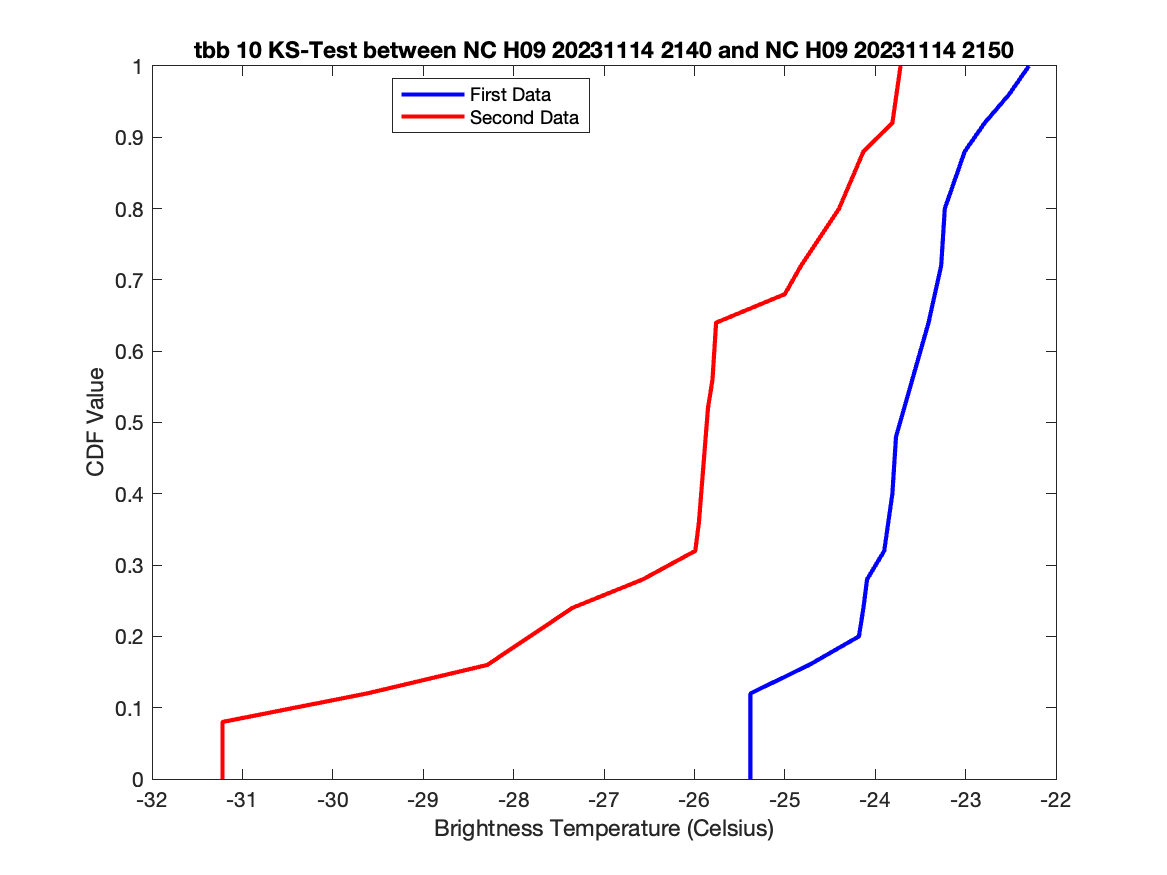 tbb 10 KS-Test between NC H09 20231114 2140 and NC H09 20231114 2150
First Data
Second Data
1
0.9
0.8
0.7
0.6
0.5
0.4
0.3
0.2
0.1
0
CDF Value
-32 -31 -30 -29 -28 -27 -26 -25 -24 -23 -22
Brightness Temperature (Celsius)